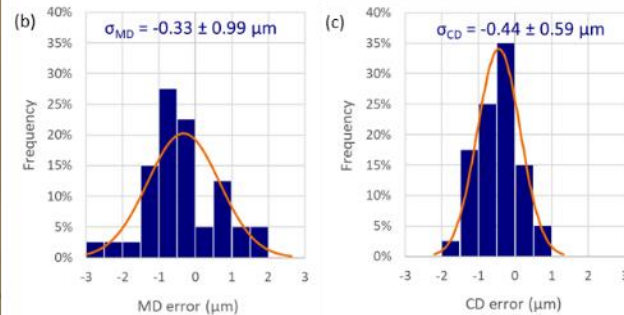 (b)
σMD = -0.33 ± 0.99 µm
Frequency
40%
35%
30%
25%
20%
15%
10%
5%
0%
-3 -2 -1 0 1 2 3
MD error (µm)
(c)
σCD = -0.44 ± 0.59 µm
Frequency
40%
35%
30%
25%
20%
15%
10%
5%
0%
-3 -2 -1 0 1 2 3
CD error (µm)